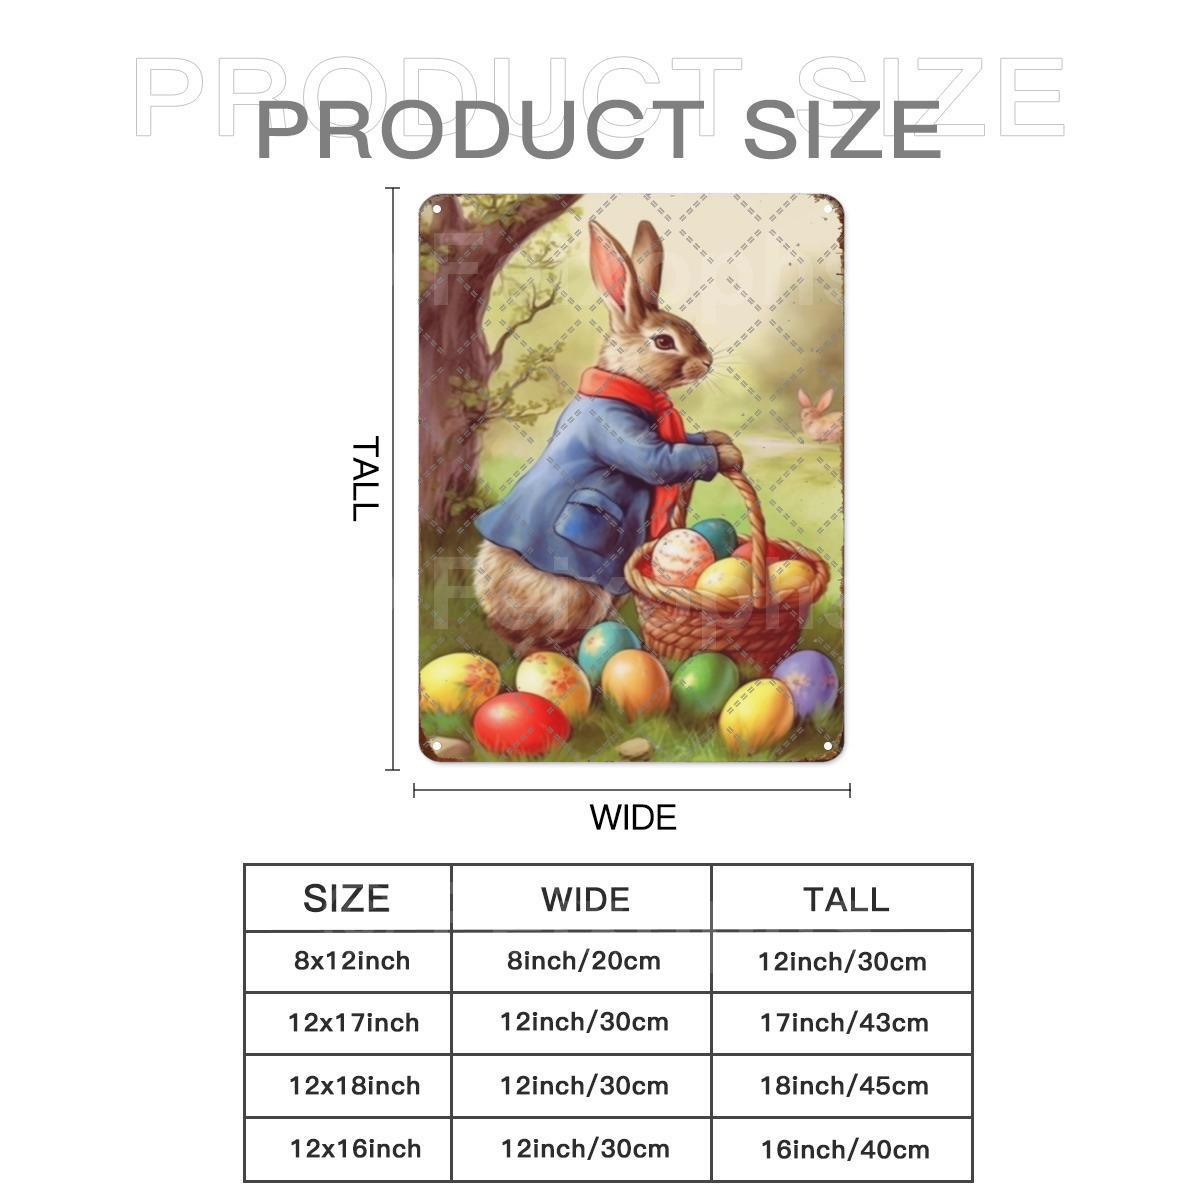 PRODUCT SIZE
PRODUCT SIZE
TALL
WIDE
SIZE WIDE TALL
8x12inch 8inch/20cm 12inch/30cm
12x17inch 12inch/30cm 17inch/43cm
12x18inch 12inch/30cm 18inch/45cm
12x16inch 12inch/30cm 16inch/40cm